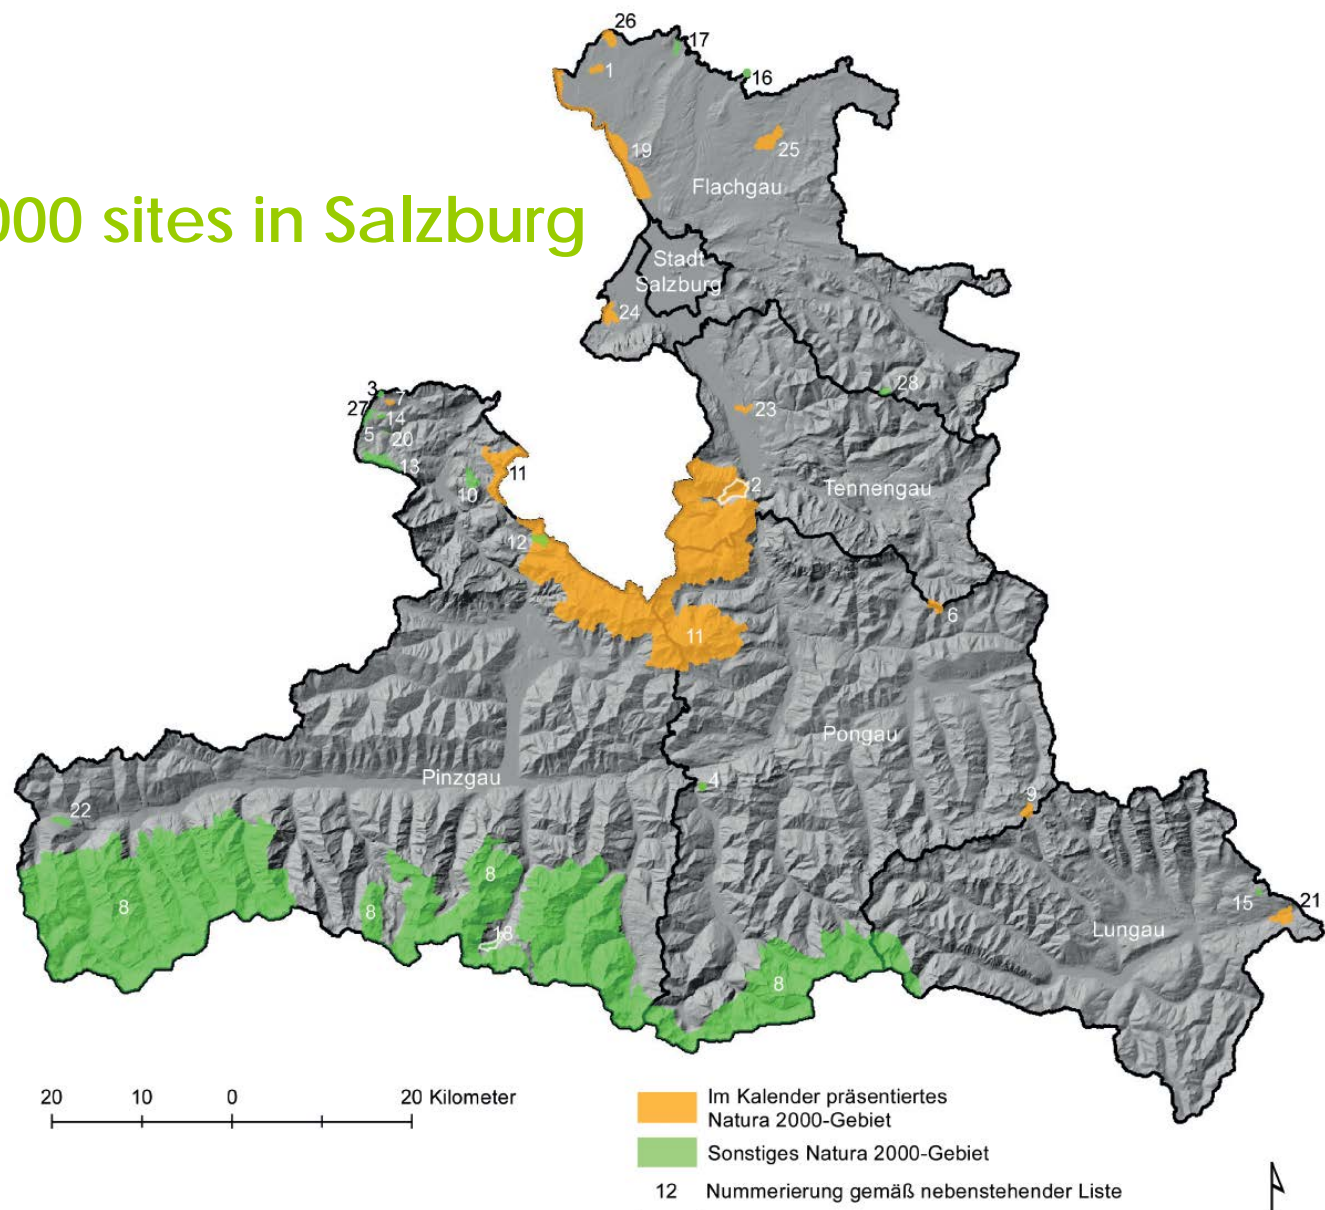 26
17
16
1
19
25
Flachgau
000 sites in Salzburg
Stadt
Salzburg
24
3
7
27
14
5
20
13
28
23
11
10
2
Tennengau
12
6
11
Pongau
Pinzgau
4
9
22
8
8
8
15
21
18
Lungau
8
20 10 0 20 Kilometer
Im Kalender präsentiertes
Natura 2000-Gebiet
Sonstiges Natura 2000-Gebiet
12 Nummerierung gemäß nebenstehender Liste